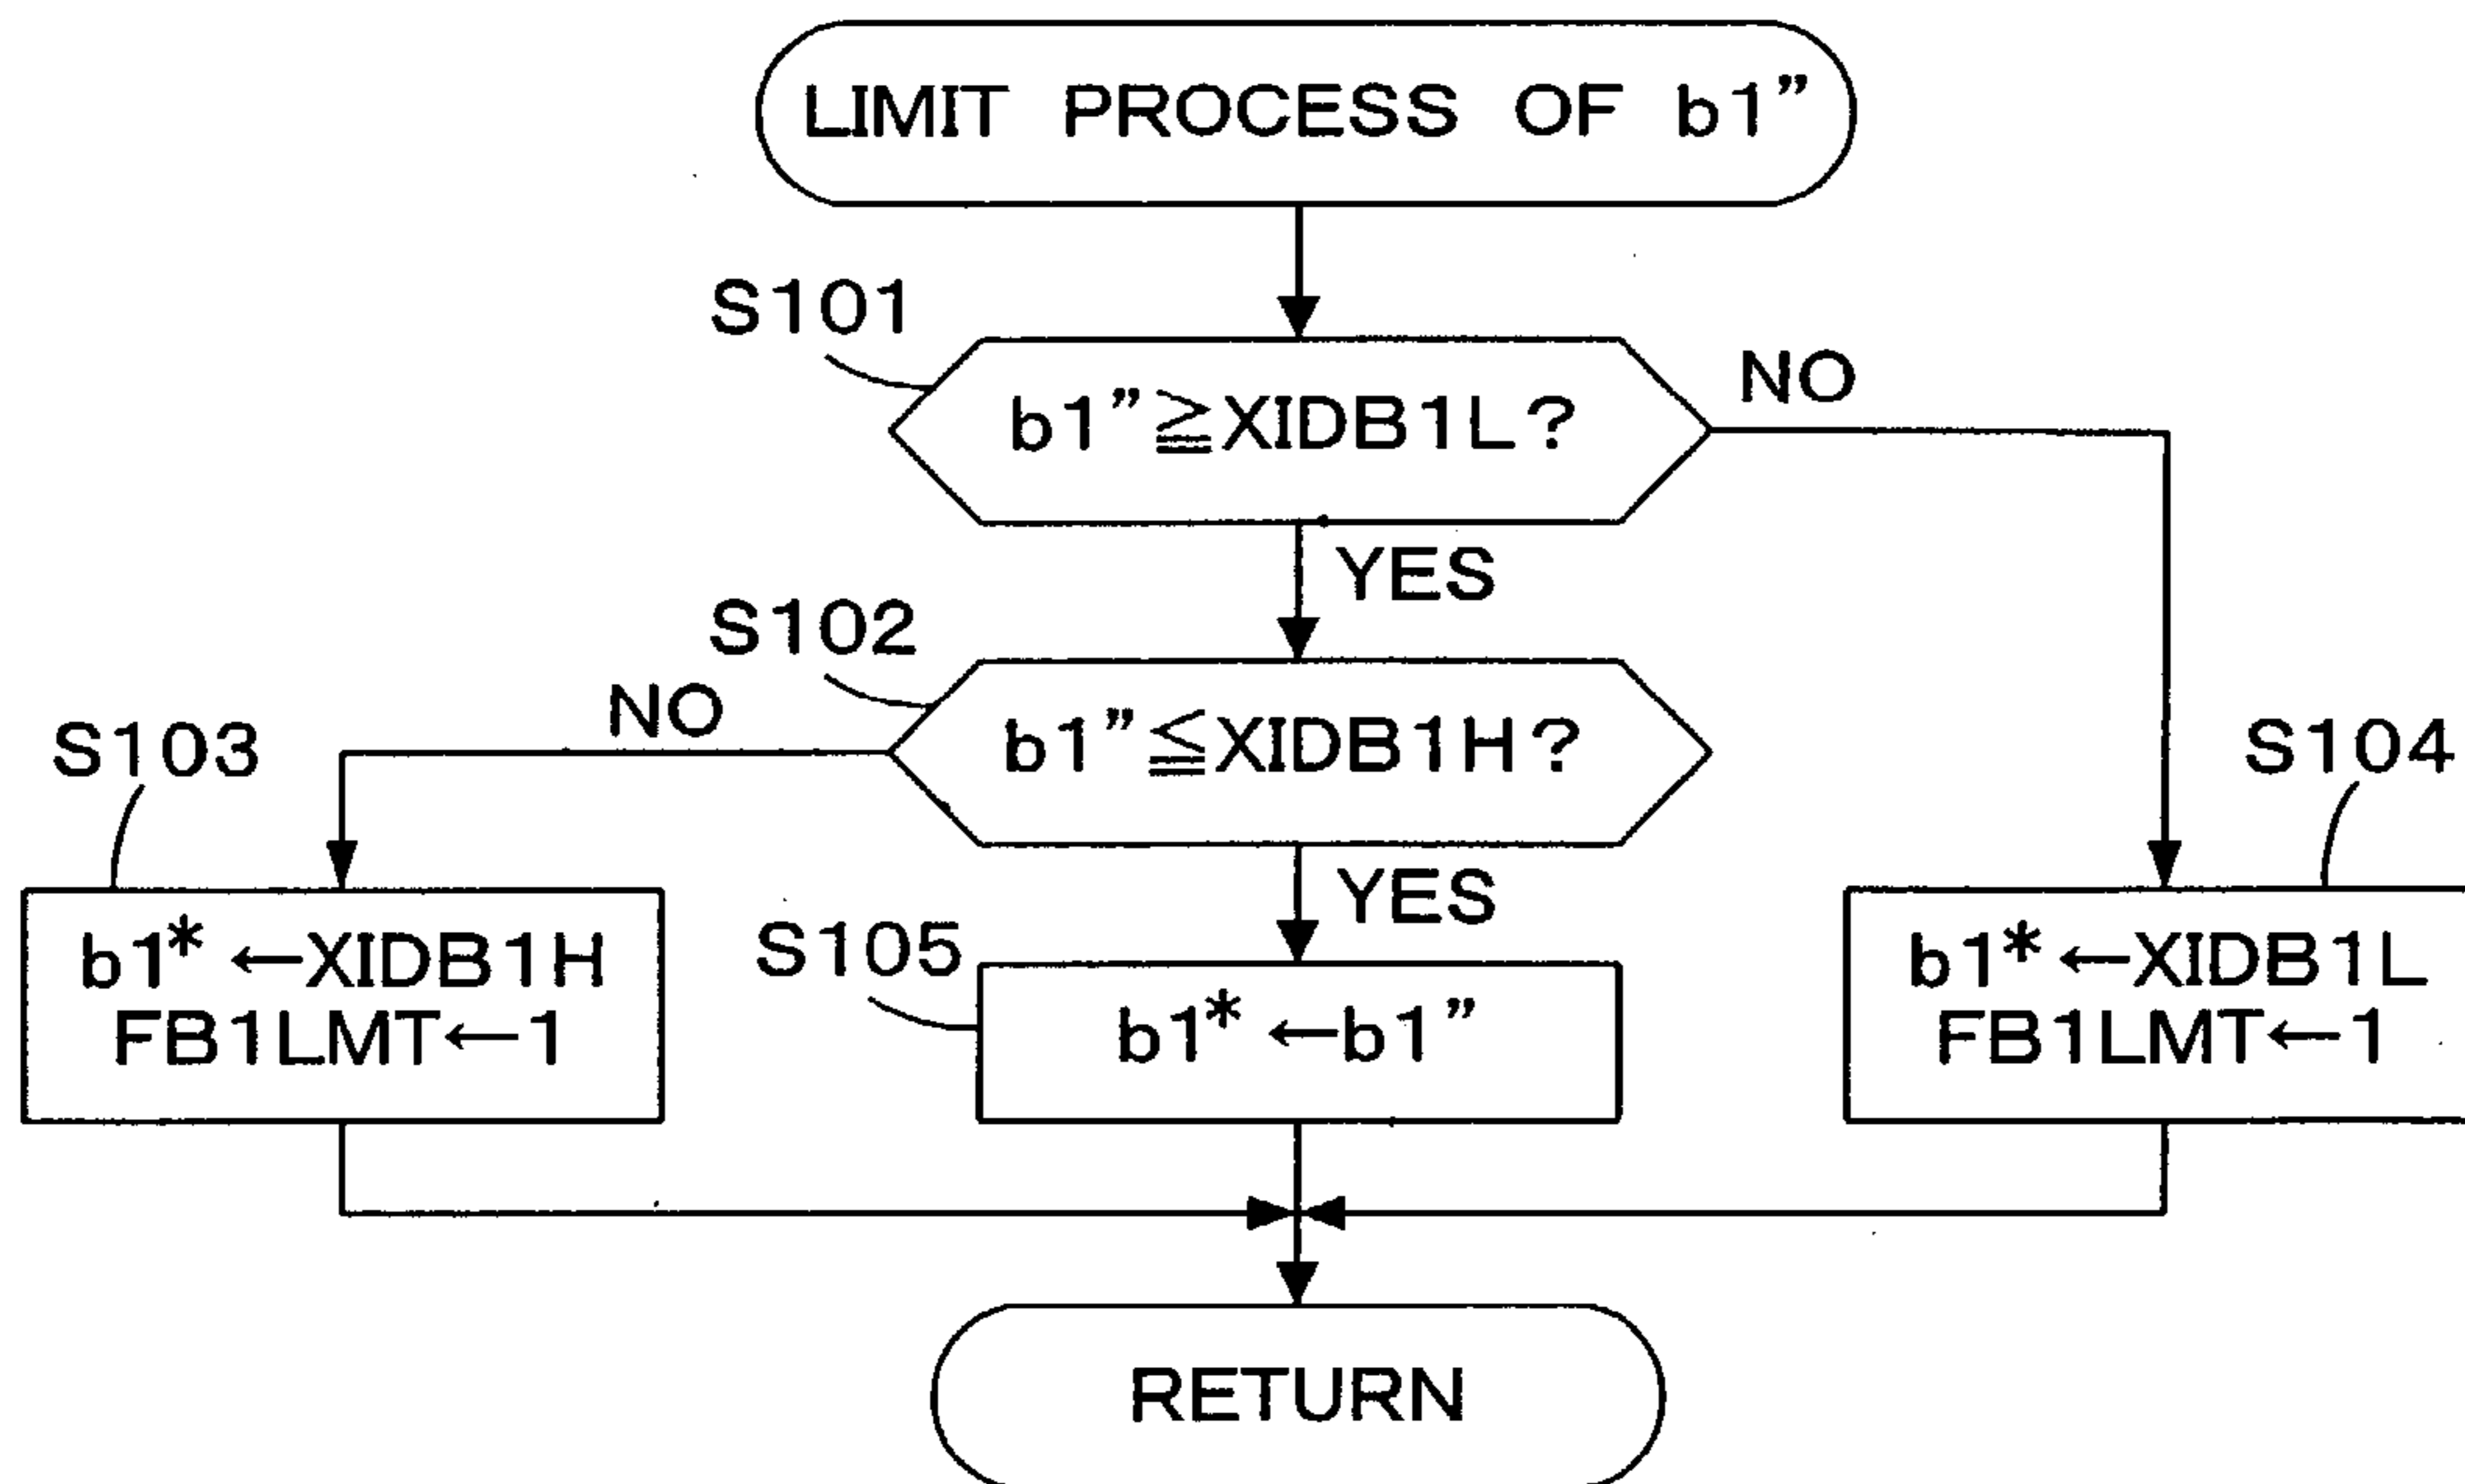 LIMIT PROCESS OF b1”
S101
b1”≧XIDB1L?
NO
YES
S102
b1”≦XIDB1H?
NO
YES
S103
b1* ←XIDB1H
FB1LMT←1
S105
b1* ←b1”
S104
b1* ←XIDB1L
FB1LMT←1
RETURN